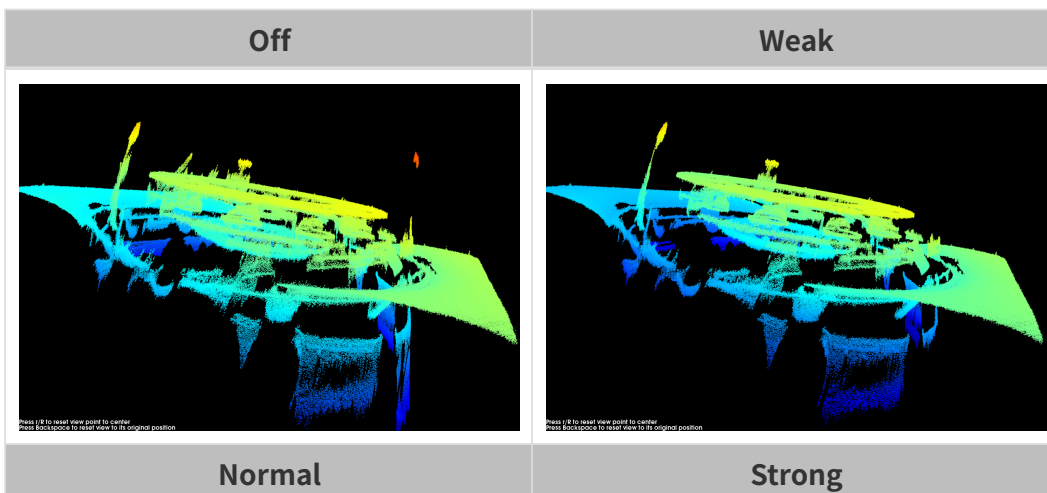 Off
Weak
Press r/R to reset view point to center
Press Backspace to reset view to its original position
Press r/R to reset view point to center
Press Backspace to reset view to its original position
Normal
Strong